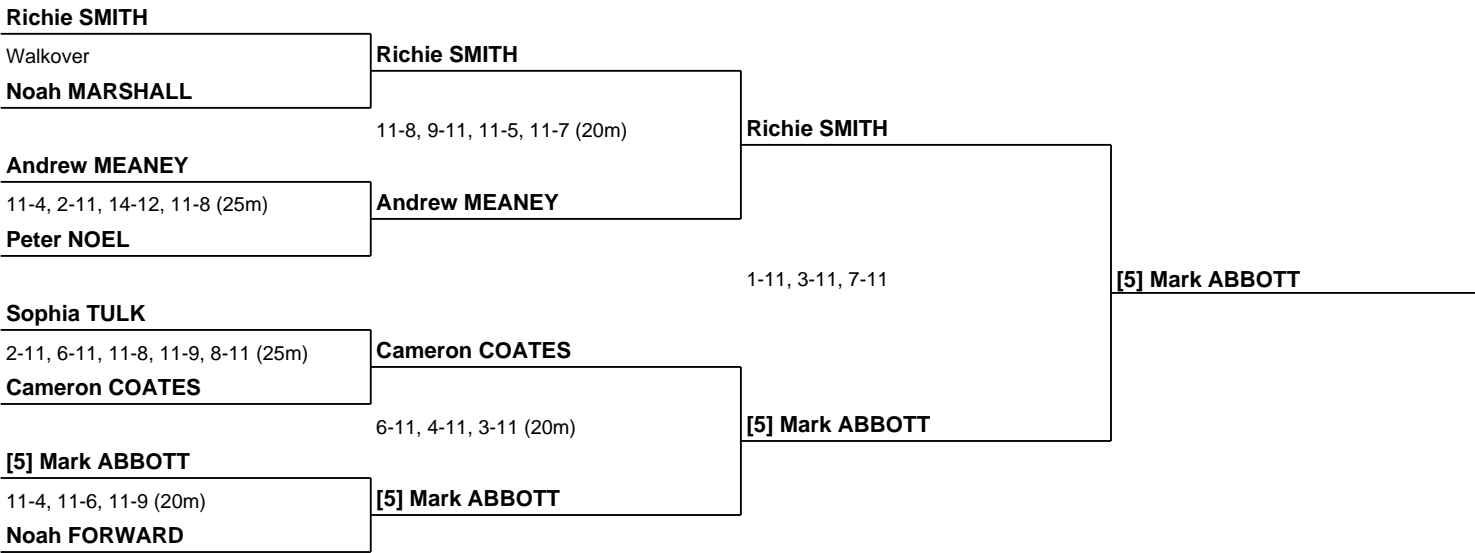 Richie SMITH
Walkover
Richie SMITH
Noah MARSHALL
11-8, 9-11, 11-5, 11-7 (20m)
Richie SMITH
Andrew MEANEY
11-4, 2-11, 14-12, 11-8 (25m)
Andrew MEANEY
Peter NOEL
1-11, 3-11, 7-11
[5] Mark ABBOTT
Sophia TULK
2-11, 6-11, 11-8, 11-9, 8-11 (25m)
Cameron COATES
Cameron COATES
6-11, 4-11, 3-11 (20m)
[5] Mark ABBOTT
[5] Mark ABBOTT
11-4, 11-6, 11-9 (20m)
[5] Mark ABBOTT
Noah FORWARD